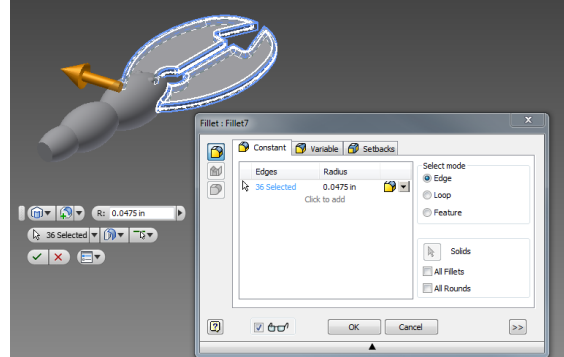 Fillet : Fillet7
x
Constant
Variable
Setbacks
Edges Radius
36 Selected 0.0475 in
Click to add
Select mode
Edge
Loop
Feature
Solids
All Fillets
All Rounds
OK
Cancel
>>
R: 0.0475 in
36 Selected